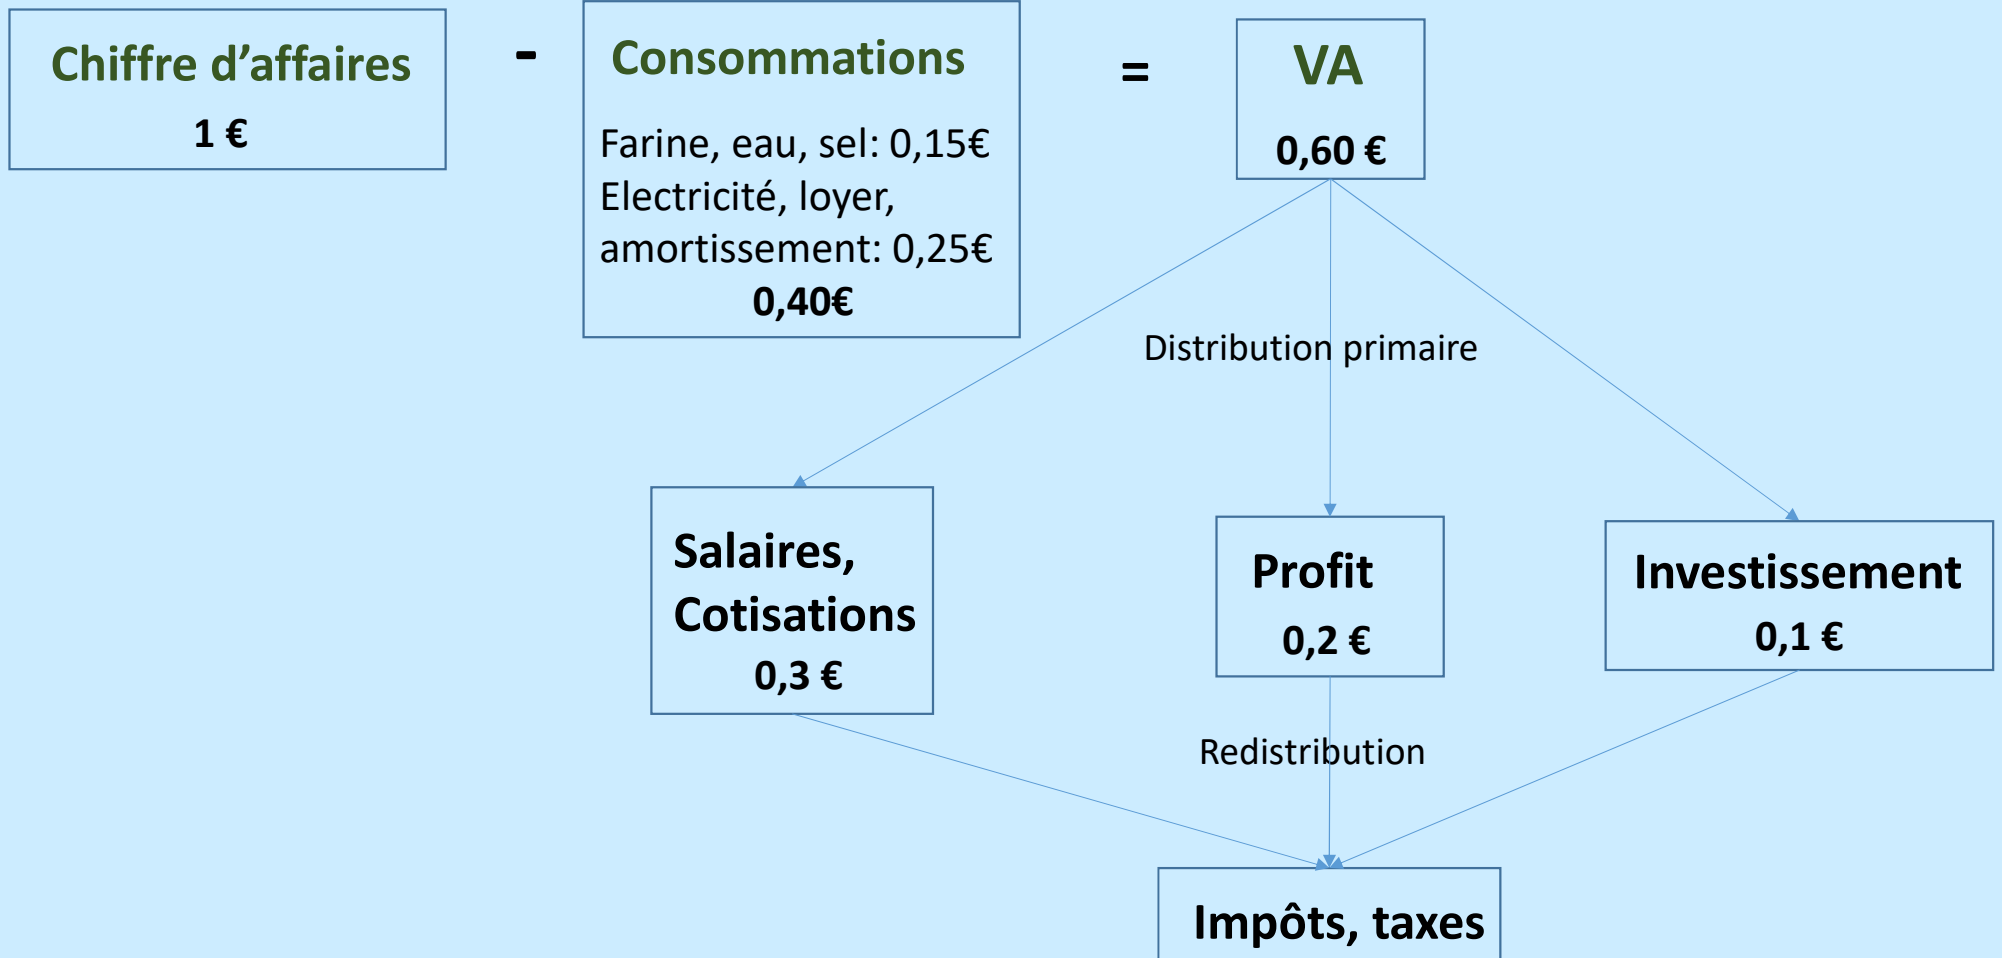 Chiffre d’affaires
1 €
-
Consommations
Farine, eau, sel: 0,15€
Electricité, loyer,
amortissement: 0,25€
0,40€
=
VA
0,60 €
Distribution primaire
Salaires,
Cotisations
0,3 €
Profit
0,2 €
Investissement
0,1 €
Redistribution
Impôts, taxes